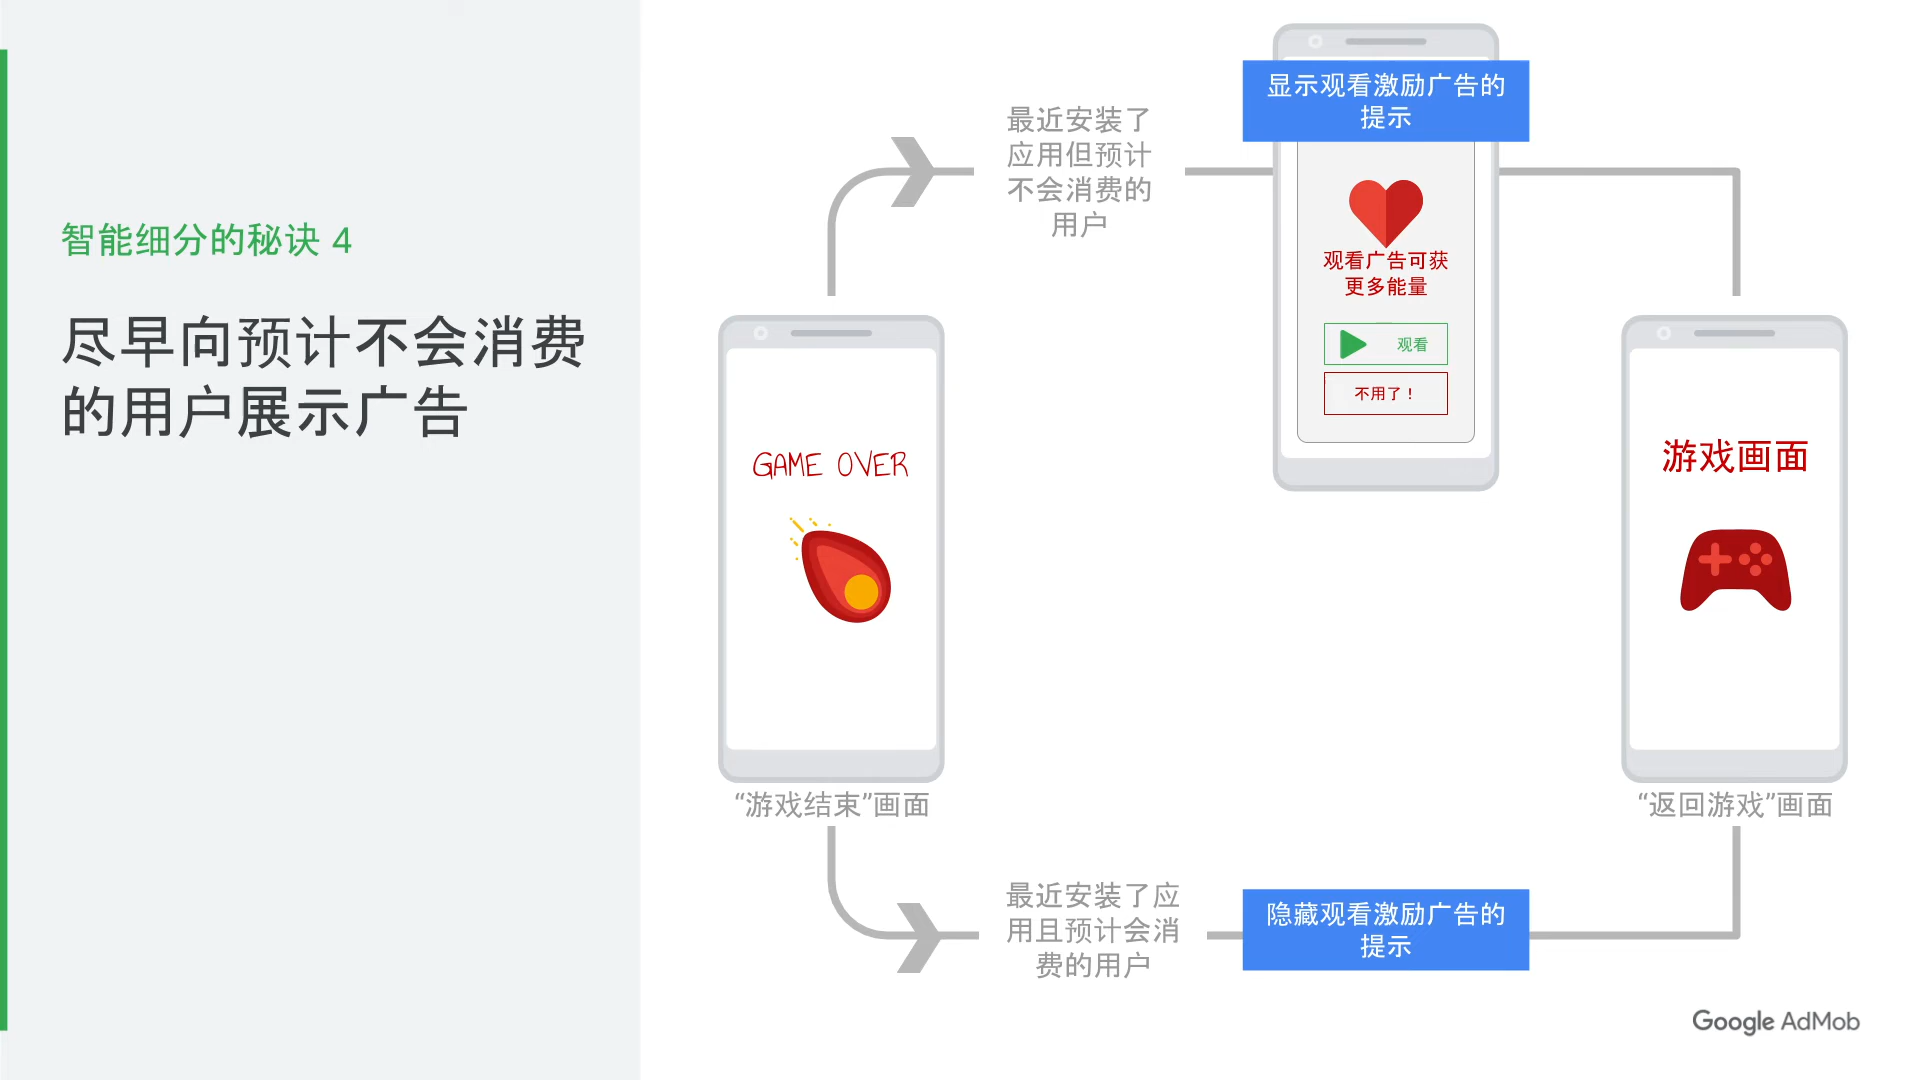 智能细分的秘诀 4
尽早向预计不会消费
的用户展示广告
最近安装了
应用但预计
不会消费的
用户
显示观看激励广告的
提示
观看广告可获
更多能量
观看
不用了！
GAME OVER
“游戏结束”画面
游戏画面
“返回游戏”画面
最近安装了应
用且预计会消
费的用户
隐藏观看激励广告的
提示
Google AdMob